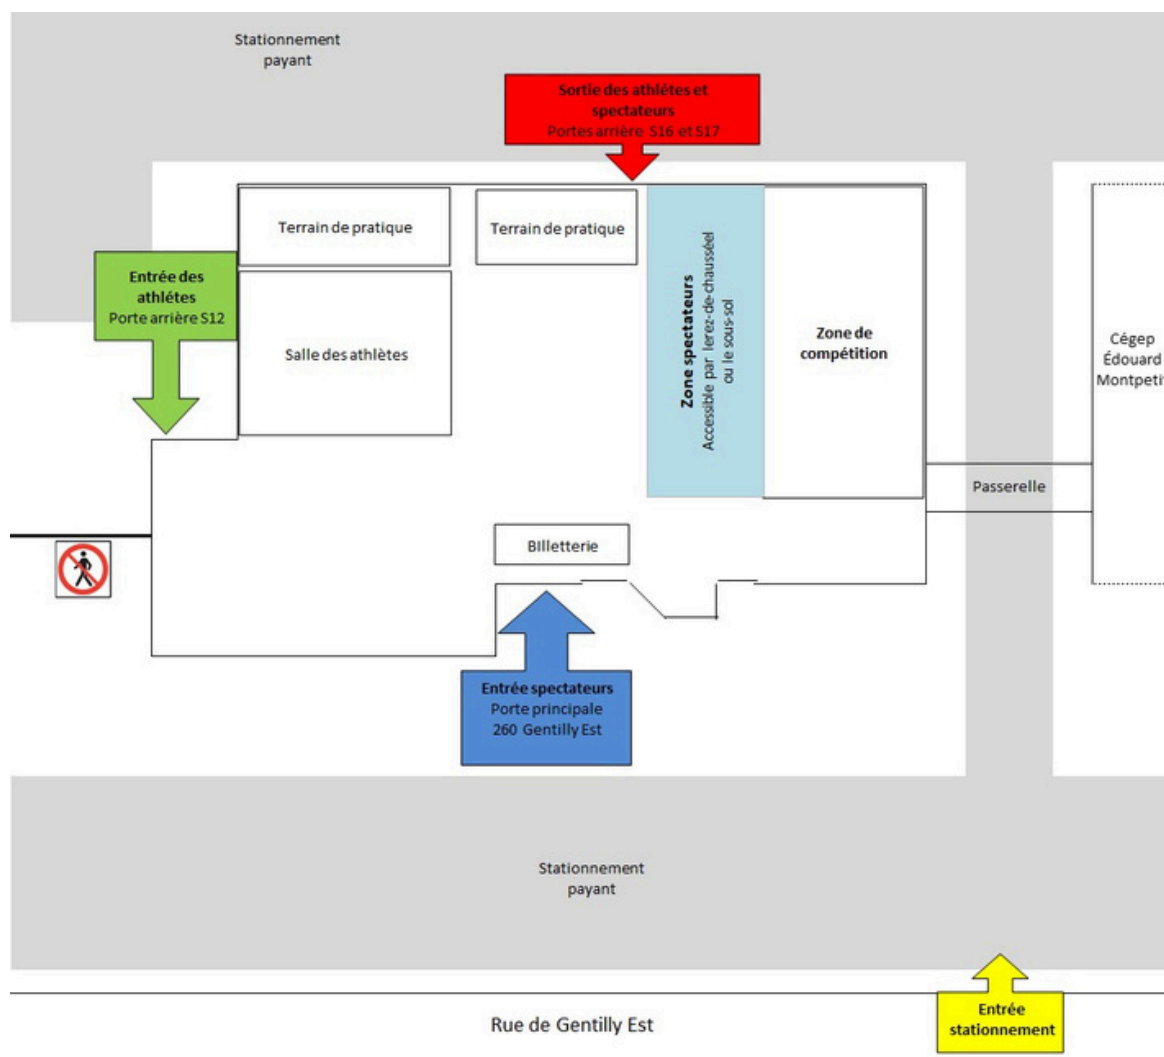 Stationnement
payant
Sortie des athlétes et
spectateurs
Portes arrière S16 et S17
Terrain de pratique
Terrain de pratique
Entrée des
athlétes
Porte arrière S12
Salle des athlètes
Zone spectateurs
Accessible par lerez-de-chausséeel
ou le sous-sol
Zone de
compétition
Cégep
Édouard
Montpetit
Passerelle
BIlletterie
Entrée spectateurs
Porte principale
260 Gentilly Est
Stationnement
payant
Entrée
stationnement
Rue de Gentilly Est